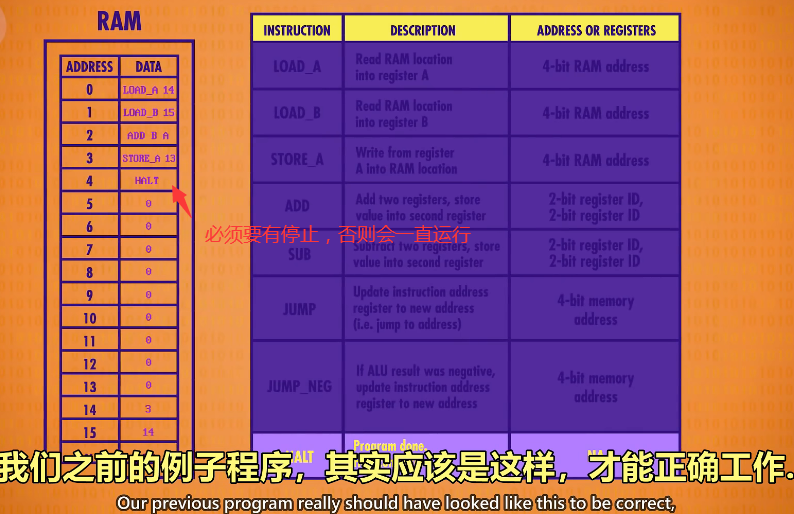 RAM
ADDRESS DATA
0 LOAD_A 14
1 LOAD_B 15
2 ADD B A
3 STORE_A 13
4 HALT
5 0
6 0
7 0
8 0
9 0
10 0
11 0
12 0
13 0
14 3
15 14
INSTRUCTION DESCRIPTION ADDRESS OR REGISTERS
LOAD_A Read RAM location 4-bit RAM address
into register A
LOAD_B Read RAM location 4-bit RAM address
into register B
STORE_A Write from register 4-bit RAM address
A into RAM location
ADD Add two registers, store 2-bit register ID,
value into second register 2-bit register ID
必须要有停止，否则会一直运行
SUB Subtract two registers, store 2-bit register ID,
value into second register 2-bit register ID
JUMP Update instruction address 4-bit memory
register to new address address
(i.e. jump to address)
JUMP_NEG If ALU result was negative, 4-bit memory
update instruction address address
register to new address
Program done.
我们之前的例子程序，其实应该是这样，才能正确工作.
Our previous program really should have looked like this to be correct,